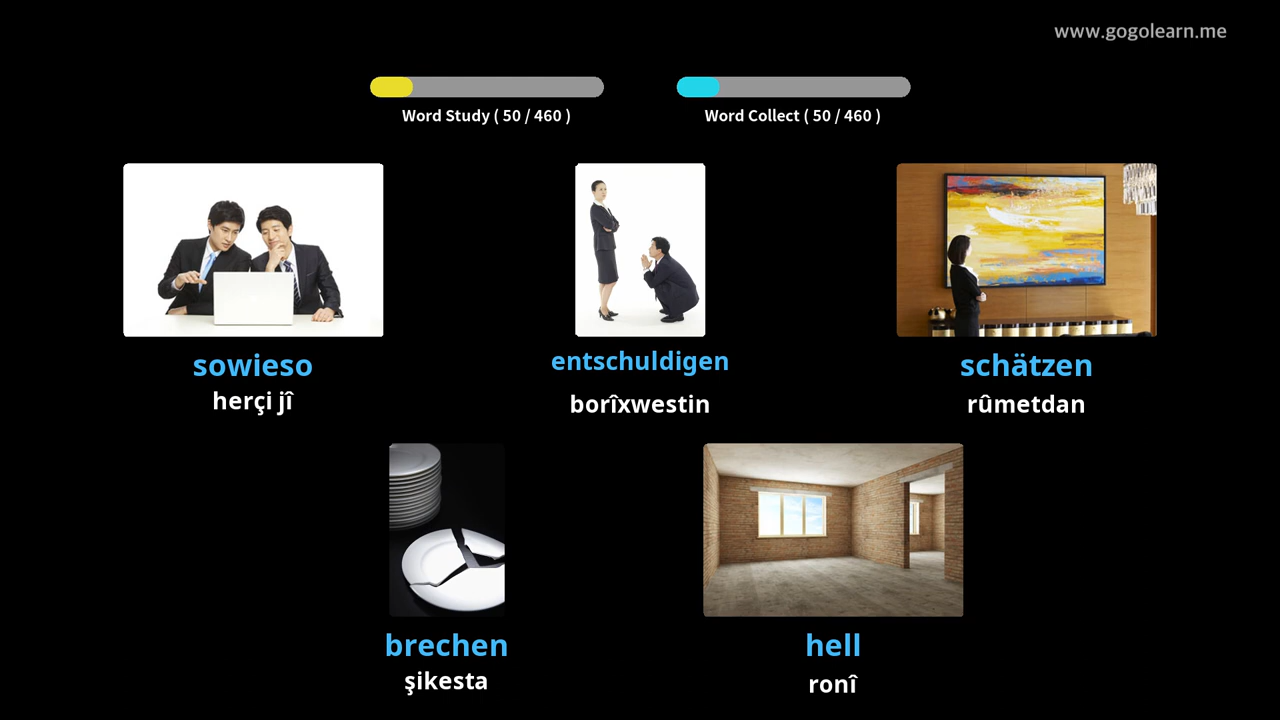 www.gogolearn.me
Word Study ( 50 / 460 )
Word Collect ( 50 / 460 )
sowieso
herçi jî
entschuldigen
borîxwestin
schätzen
rûmetdan
brechen
şikesta
hell
ronî